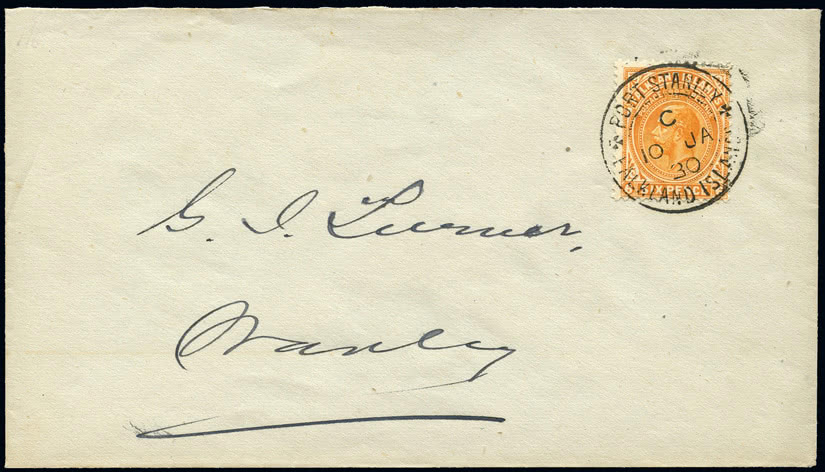 PORT STANLEY
FALKLAND ISLANDS
C
10 JA
30
G. I. Turner,
Stanley